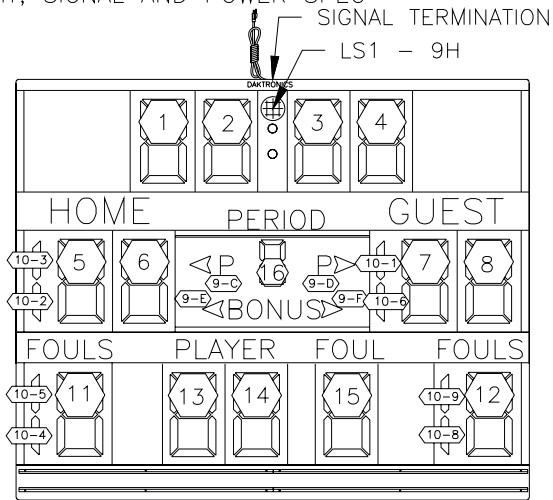 SIGNAL AND POWER SPEC
SIGNAL TERMINATION
LS1 - 9H
DAKTRONICS
1 2 3 4
HOME PERIOD GUEST
10-3 5 6 P 16 P 10-1 7 8
9-C 9-D
10-2 9-E BONUS 9-F 10-6
FOULS PLAYER FOUL FOULS
10-5 11 13 14 15 10-9 12
10-4 10-8